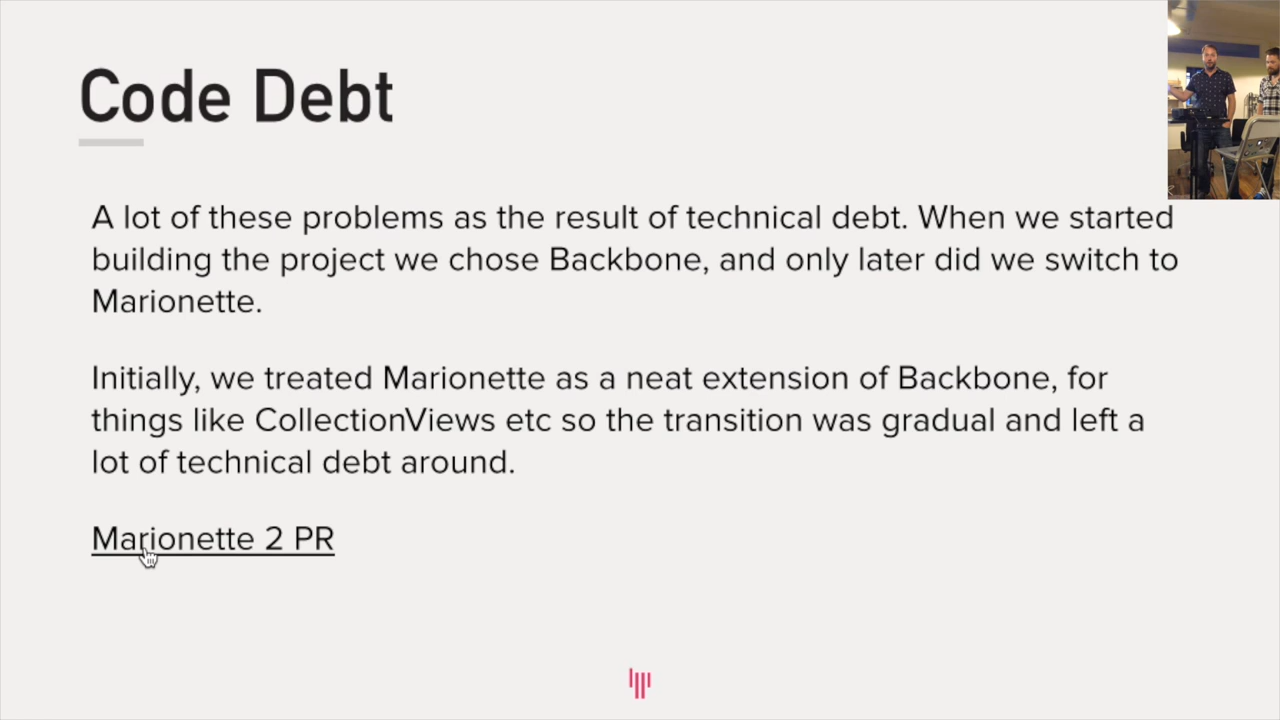 Code Debt
A lot of these problems as the result of technical debt. When we started
building the project we chose Backbone, and only later did we switch to
Marionette.
Initially, we treated Marionette as a neat extension of Backbone, for
things like CollectionViews etc so the transition was gradual and left a
lot of technical debt around.
Marionette 2 PR